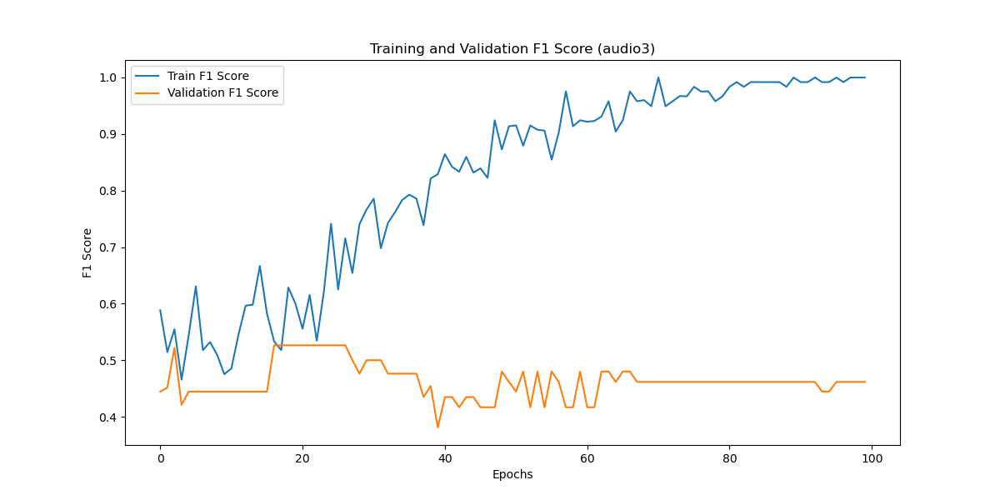 Training and Validation F1 Score (audio3)
Train F1 Score
Validation F1 Score
F1 Score
1.0
0.9
0.8
0.7
0.6
0.5
0.4
0 20 40 60 80 100
Epochs